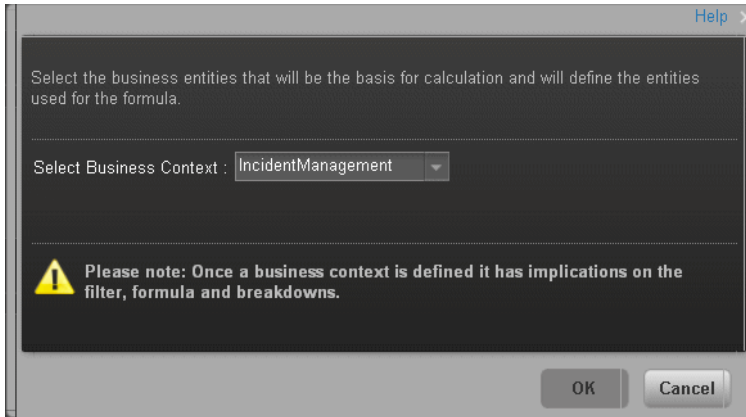 Help
Select the business entities that will be the basis for calculation and will define the entities
used for the formula.
Select Business Context : IncidentManagement
Please note: Once a business context is defined it has implications on the
filter, formula and breakdowns.
OK Cancel